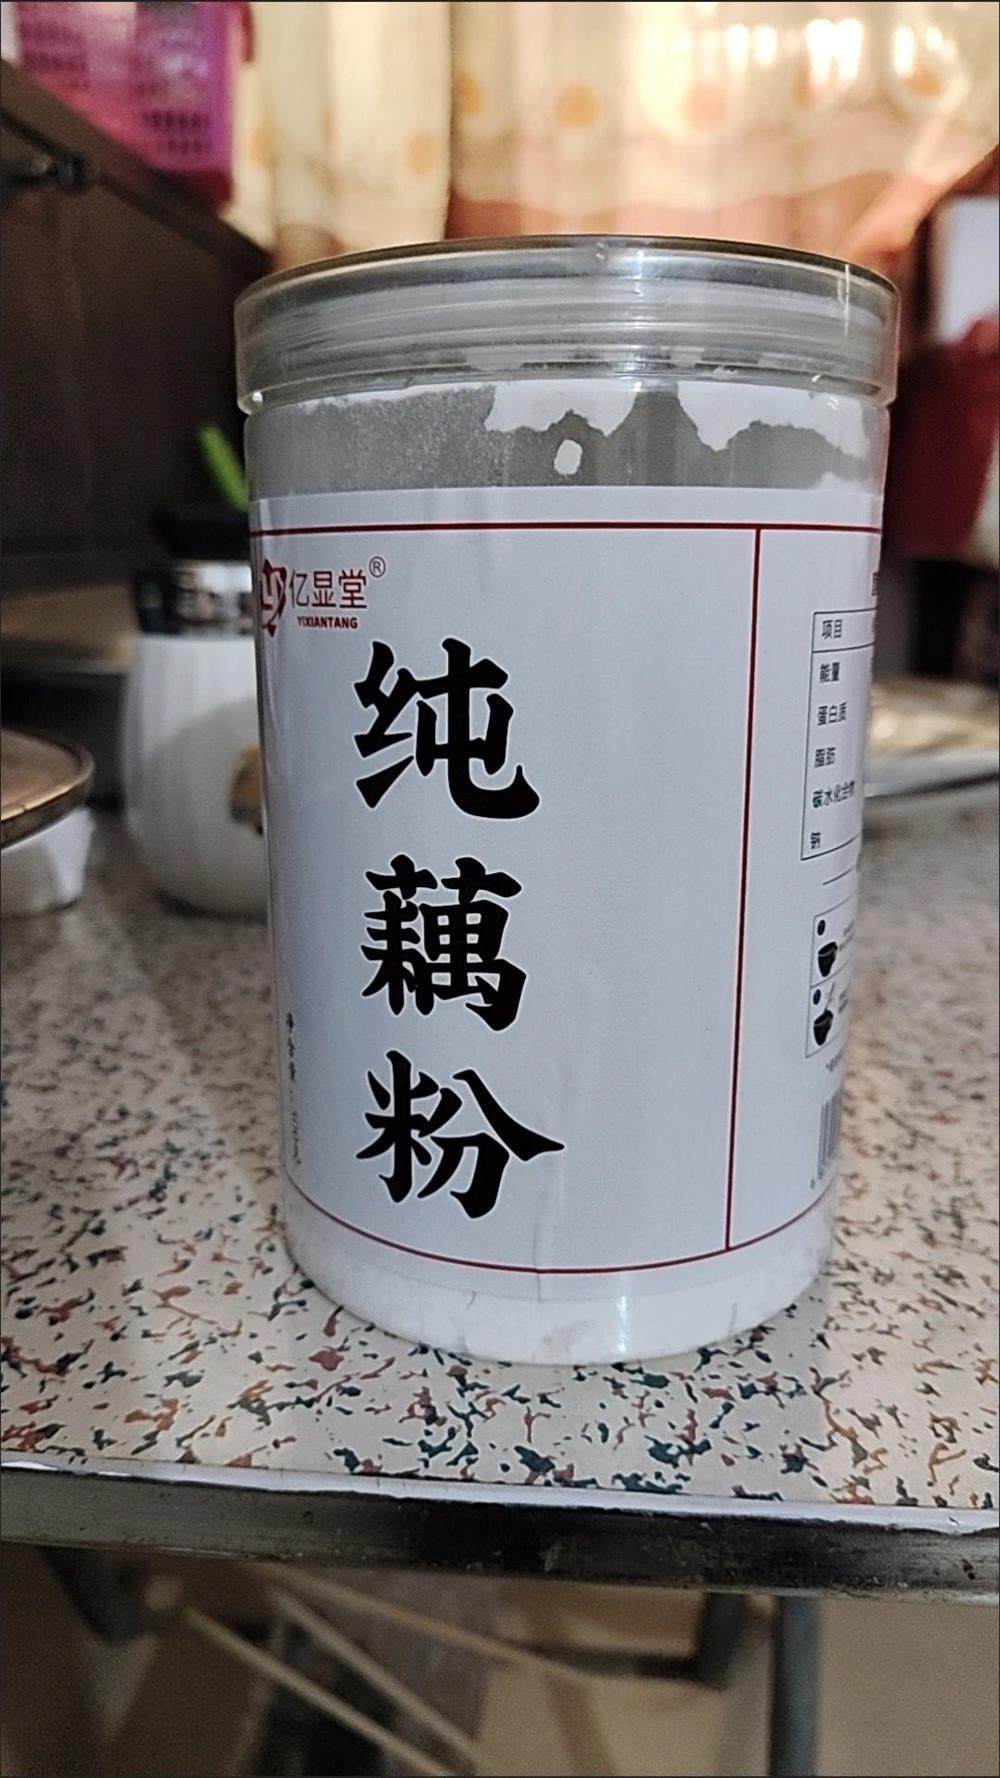 亿显堂®
YIXIANTANG
纯藕粉
项目
能量
蛋白质
脂肪
碳水化合物
钠